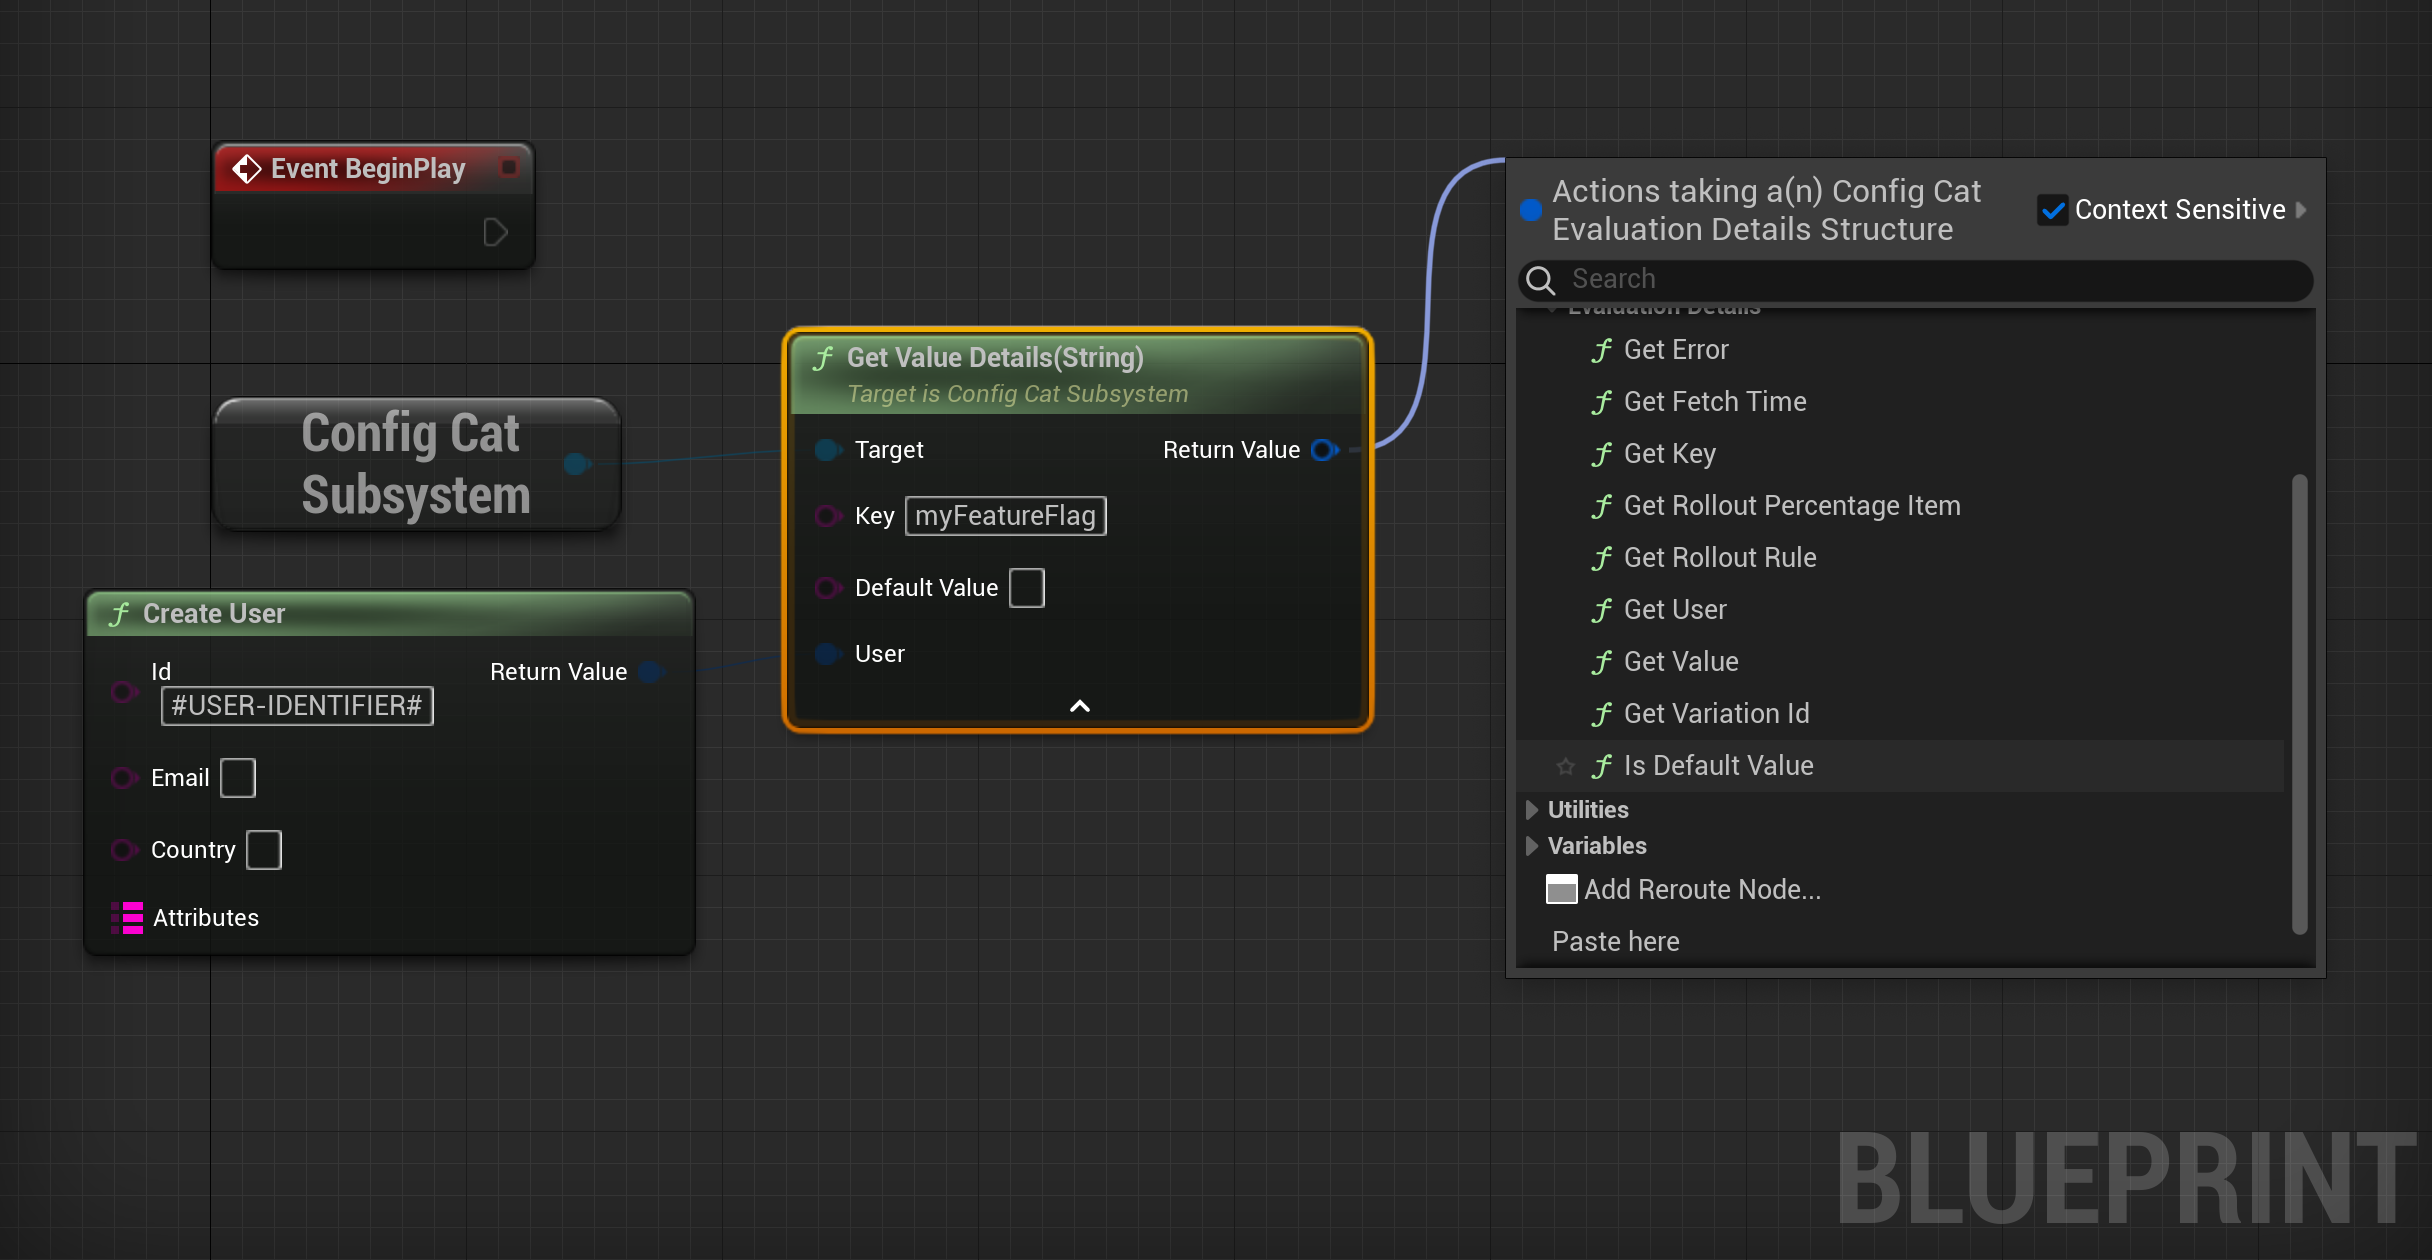 Event BeginPlay
Config Cat
Subsystem
Create User
Id
#USER-IDENTIFIER#
Return Value
Email
Country
Attributes
Get Value Details(String)
Target is Config Cat Subsystem
Target
Return Value
Key
myFeatureFlag
Default Value
User
Actions taking a(n) Config Cat
Evaluation Details Structure
Context Sensitive
Search
Evaluation Details
Get Error
Get Fetch Time
Get Key
Get Rollout Percentage Item
Get Rollout Rule
Get User
Get Value
Get Variation Id
Is Default Value
Utilities
Variables
Add Reroute Node...
Paste here
BLUEPRINT